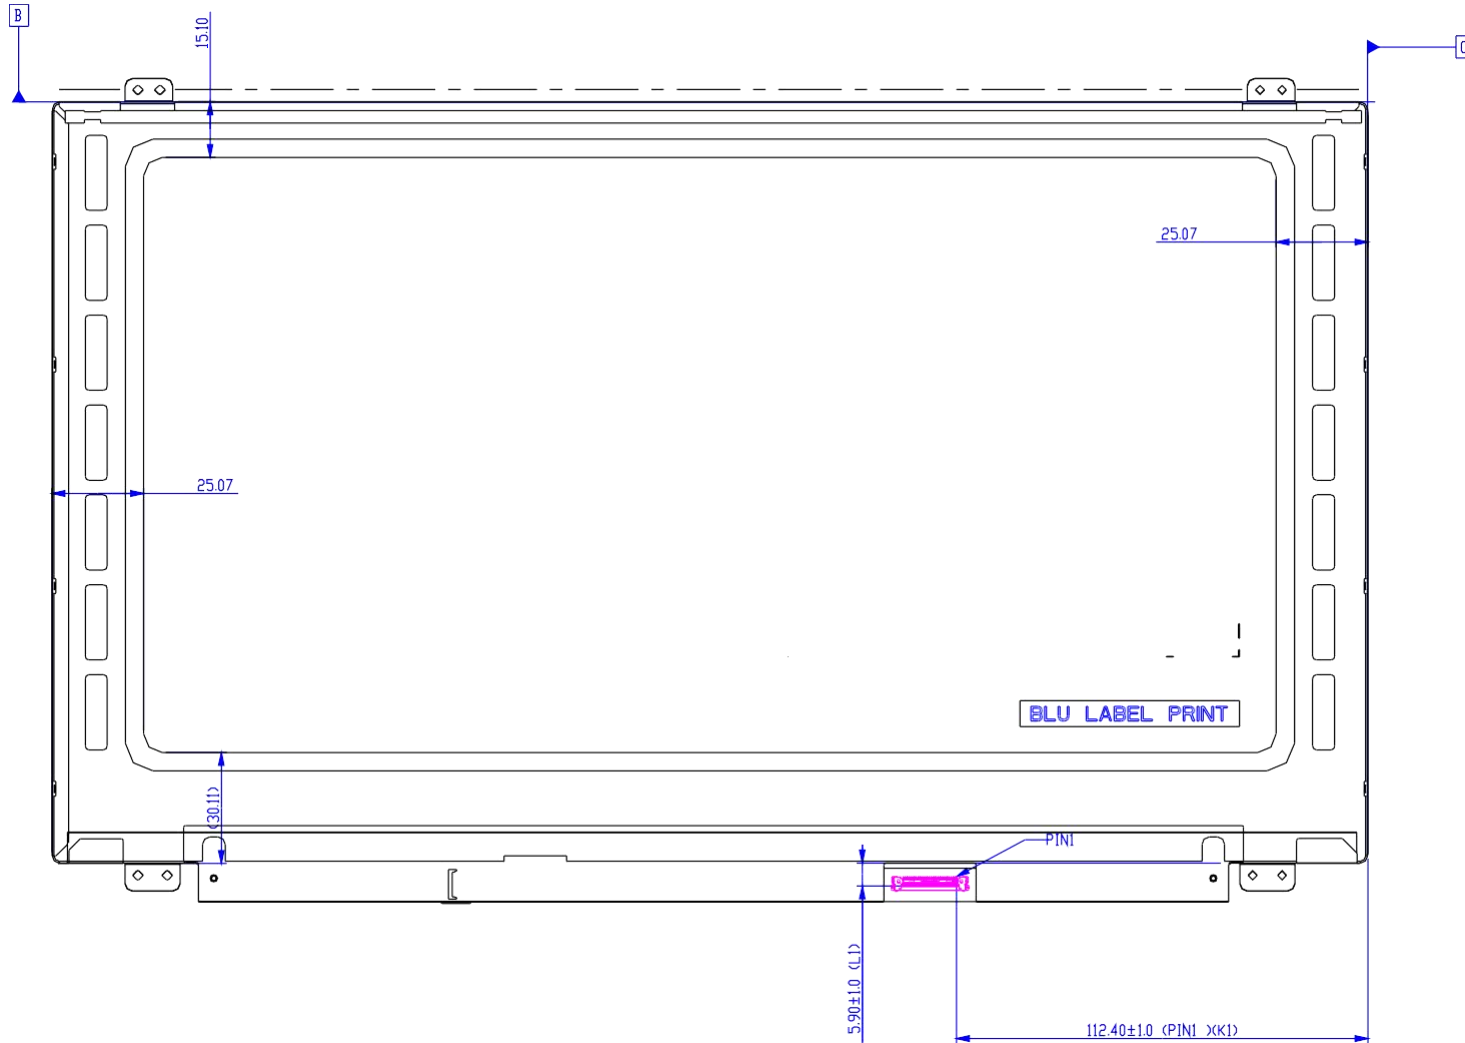 B
15.10
25.07
25.07
BLU LABEL PRINT
(30.11)
PIN1
5.90±1.0 (L1)
112.40±1.0 (PIN1 )(K1)